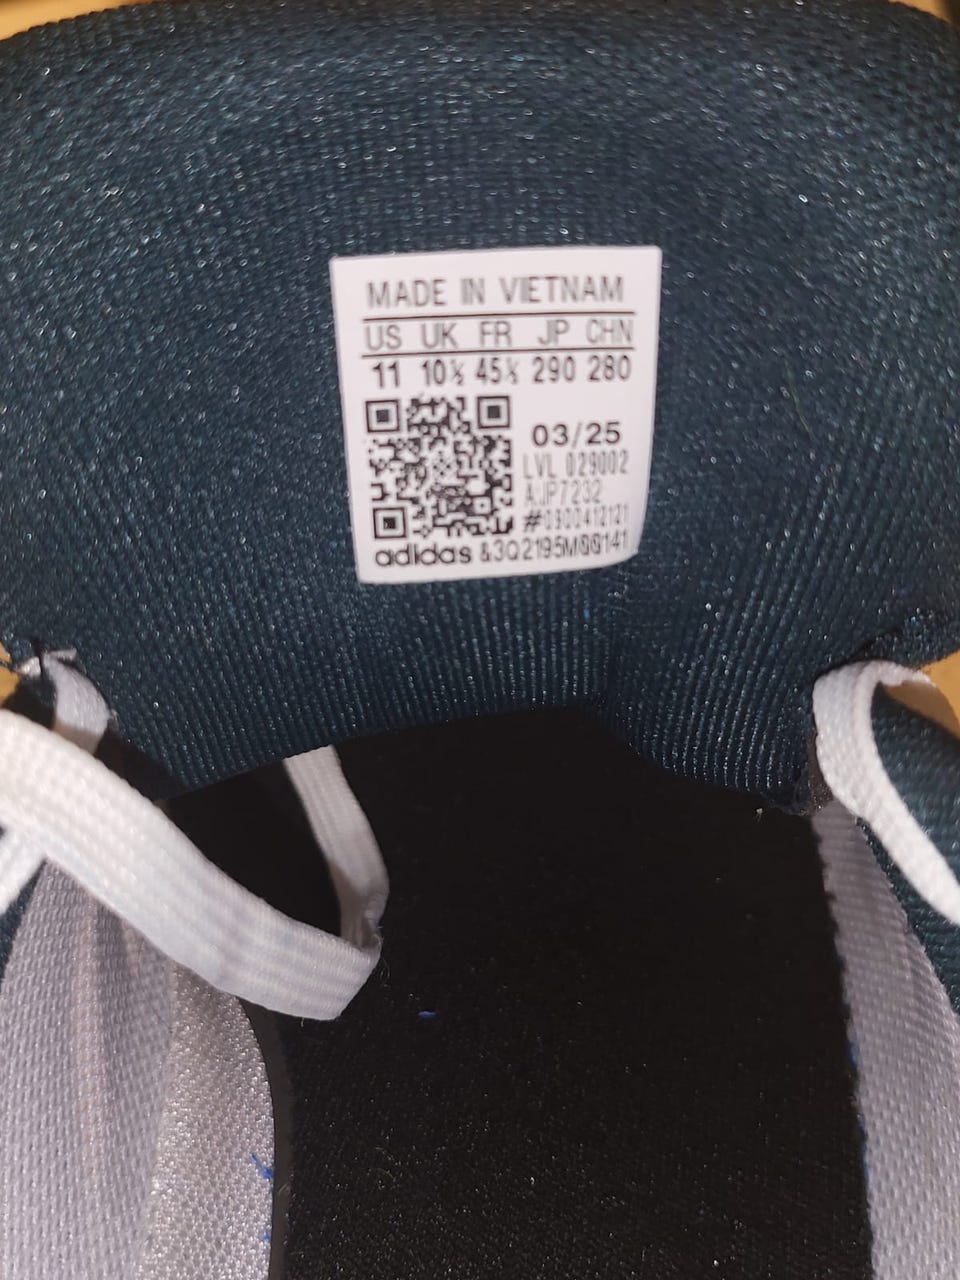 MADE IN VIETNAM
US UK FR JP CHN
11 10½ 45⅓ 290 280
03/25
LVL 029002
#0900412121
adidas &3Q2195M00141